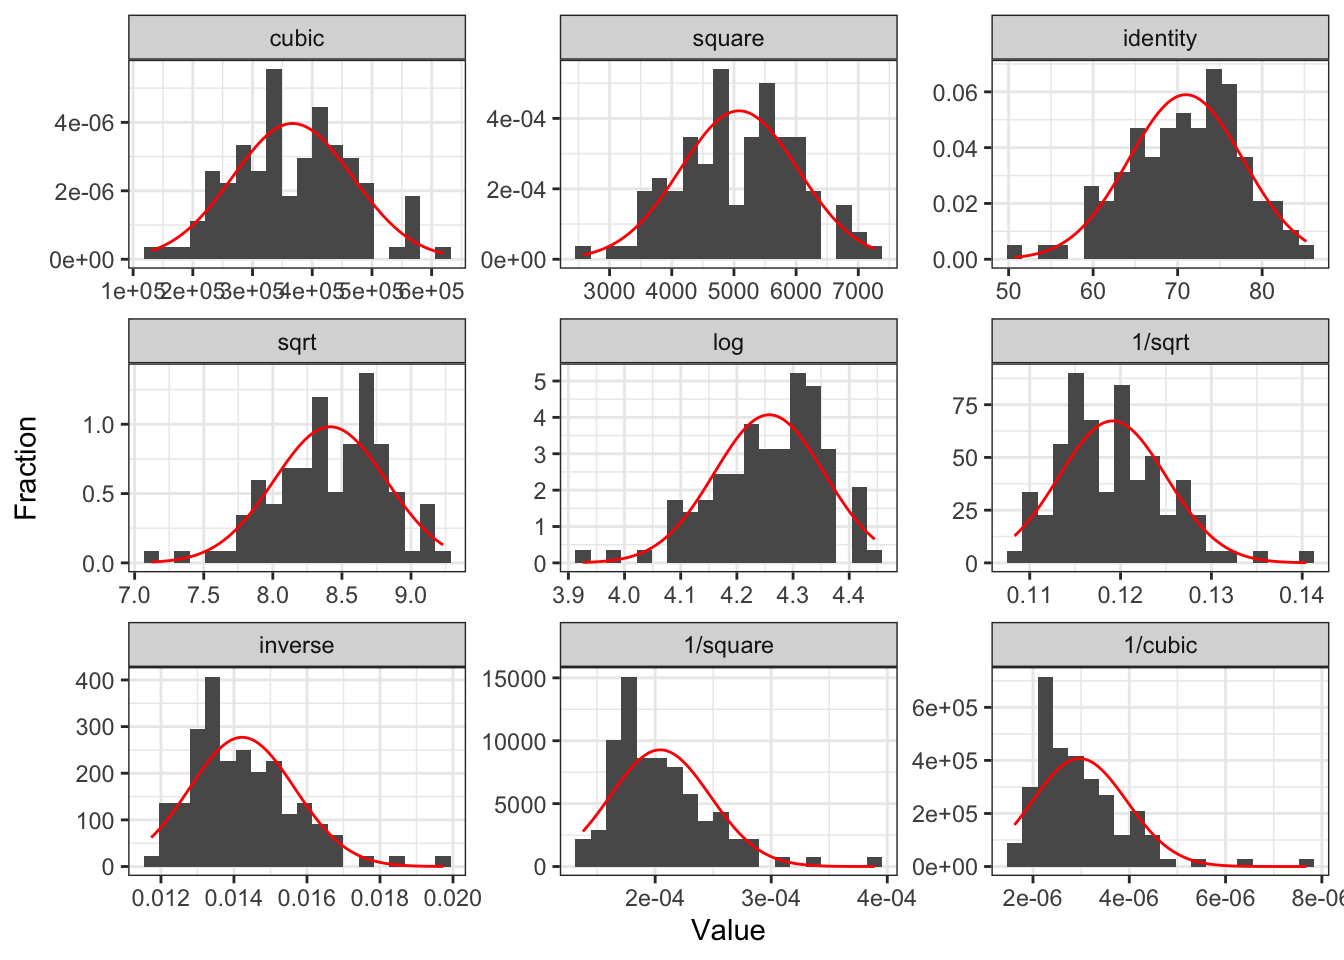 cubic square identity
4e-06
2e-06
0e+00
1e+05 2e+05 3e+05 4e+05 5e+05 6e+05
4e-04
2e-04
0e+00
3000 4000 5000 6000 7000
0.06
0.04
0.02
0.00
50 60 70 80
sqrt log 1/sqrt
1.0
0.5
0.0
7.0 7.5 8.0 8.5 9.0
5
4
3
2
1
0
3.9 4.0 4.1 4.2 4.3 4.4
75
50
25
0
0.11 0.12 0.13 0.14
inverse 1/square 1/cubic
400
300
200
100
0
0.012 0.014 0.016 0.018 0.020
15000
10000
5000
0
2e-04 3e-04 4e-04
6e+05
4e+05
2e+05
0e+00
2e-06 4e-06 6e-06 8e-0
Fraction
Value